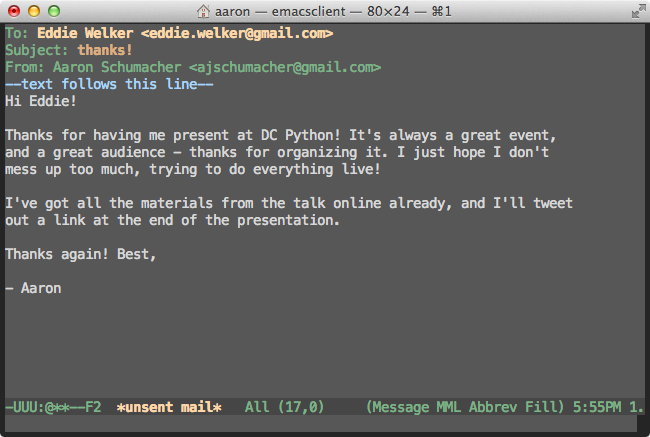 aaron — emacsclient — 80×24 — ⌘1
To: Eddie Welker <eddie.welker@gmail.com>
Subject: thanks!
From: Aaron Schumacher <ajschumacher@gmail.com>
--text follows this line--
Hi Eddie!
Thanks for having me present at DC Python! It's always a great event,
and a great audience - thanks for organizing it. I just hope I don't
mess up too much, trying to do everything live!
I've got all the materials from the talk online already, and I'll tweet
out a link at the end of the presentation.
Thanks again! Best,
- Aaron
-UUU:@**--F2  *unsent mail*   All (17,0)     (Message MML Abbrev Fill) 5:55PM 1.